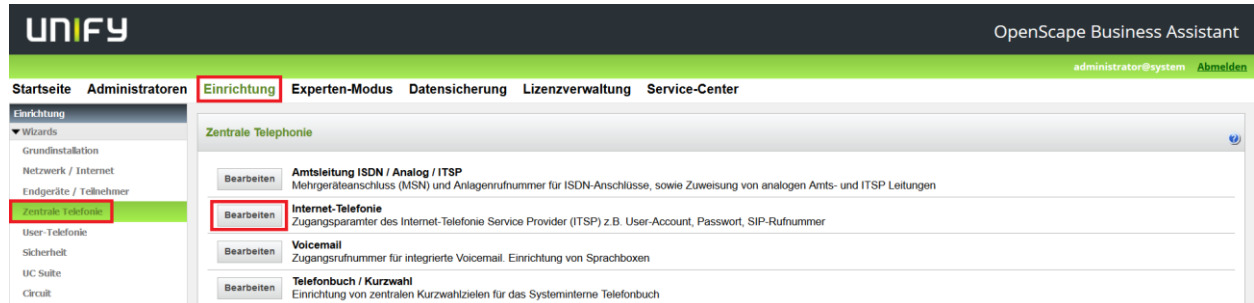 UNIFY
OpenScape Business Assistant
administrator@system Abmelden
Startseite Administratoren Einrichtung Experten-Modus Datensicherung Lizenzverwaltung Service-Center
Einrichtung
Wizards
Grundinstallation
Netzwerk / Internet
Endgeräte / Teilnehmer
Zentrale Telefonie
User-Telefonie
Sicherheit
UC Suite
Circuit
Zentrale Telephonie
Bearbeiten
Amtsleitung ISDN / Analog / ITSP
Mehrgeräteanschluss (MSN) und Anlagenrufnummer für ISDN-Anschlüsse, sowie Zuweisung von analogen Amts- und ITSP Leitungen
Bearbeiten
Internet-Telefonie
Zugangsparamter des Internet-Telefonie Service Provider (ITSP) z.B. User-Account, Passwort, SIP-Rufnummer
Bearbeiten
Voicemail
Zugangsrufnummer für integrierte Voicemail. Einrichtung von Sprachboxen
Bearbeiten
Telefonbuch / Kurzwahl
Einrichtung von zentralen Kurzwahlzielen für das Systeminterne Telefonbuch